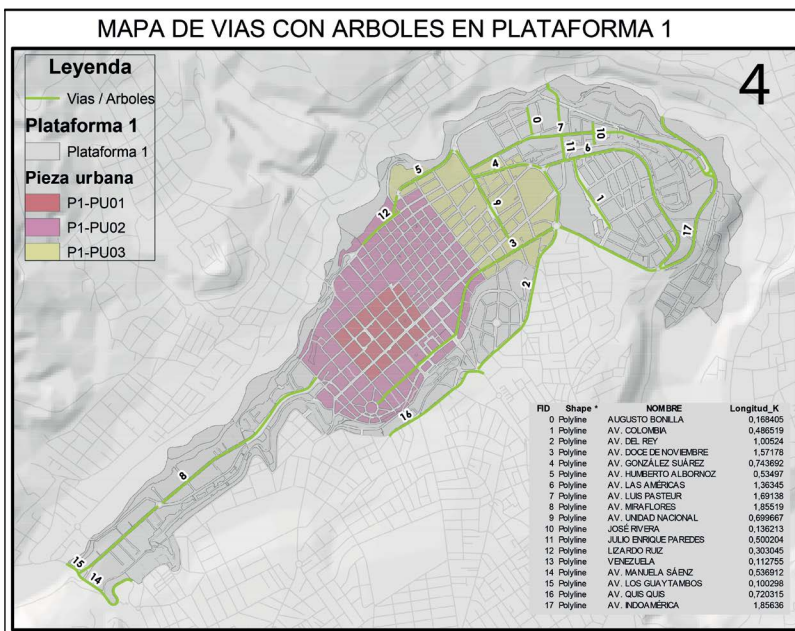 MAPA DE VIAS CON ARBOLES EN PLATAFORMA 1
Leyenda
Vias / Arboles
Plataforma 1
Plataforma 1
Pieza urbana
P1-PU01
P1-PU02
P1-PU03
4
0
7
10
11
6
4
5
1
9
12
17
3
2
16
8
15
14
FID Shape * NOMBRE Longitud_K
0 Polyline AUGUSTO BONILLA 0,168405
1 Polyline AV. COLOMBIA 0,486519
2 Polyline AV. DEL REY 1,00524
3 Polyline AV. DOCE DE NOVIEMBRE 1,57178
4 Polyline AV. GONZÁLEZ SUÁREZ 0,743692
5 Polyline AV. HUMBERTO ALBORNOZ 0,53497
6 Polyline AV. LAS AMÉRICAS 1,36345
7 Polyline AV. LUIS PASTEUR 1,69138
8 Polyline AV. MIRAFLORES 1,85519
9 Polyline AV. UNIDAD NACIONAL 0,699667
10 Polyline JOSÉ RIVERA 0,136213
11 Polyline JULIO ENRIQUE PAREDES 0,500204
12 Polyline LIZARDO RUIZ 0,303045
13 Polyline VENEZUELA 0,112755
14 Polyline AV. MANUELA SÁENZ 0,536912
15 Polyline AV. LOS GUAYTAMBOS 0,100298
16 Polyline AV. QUIS QUIS 0,720315
17 Polyline AV. INDOAMÉRICA 1,85636